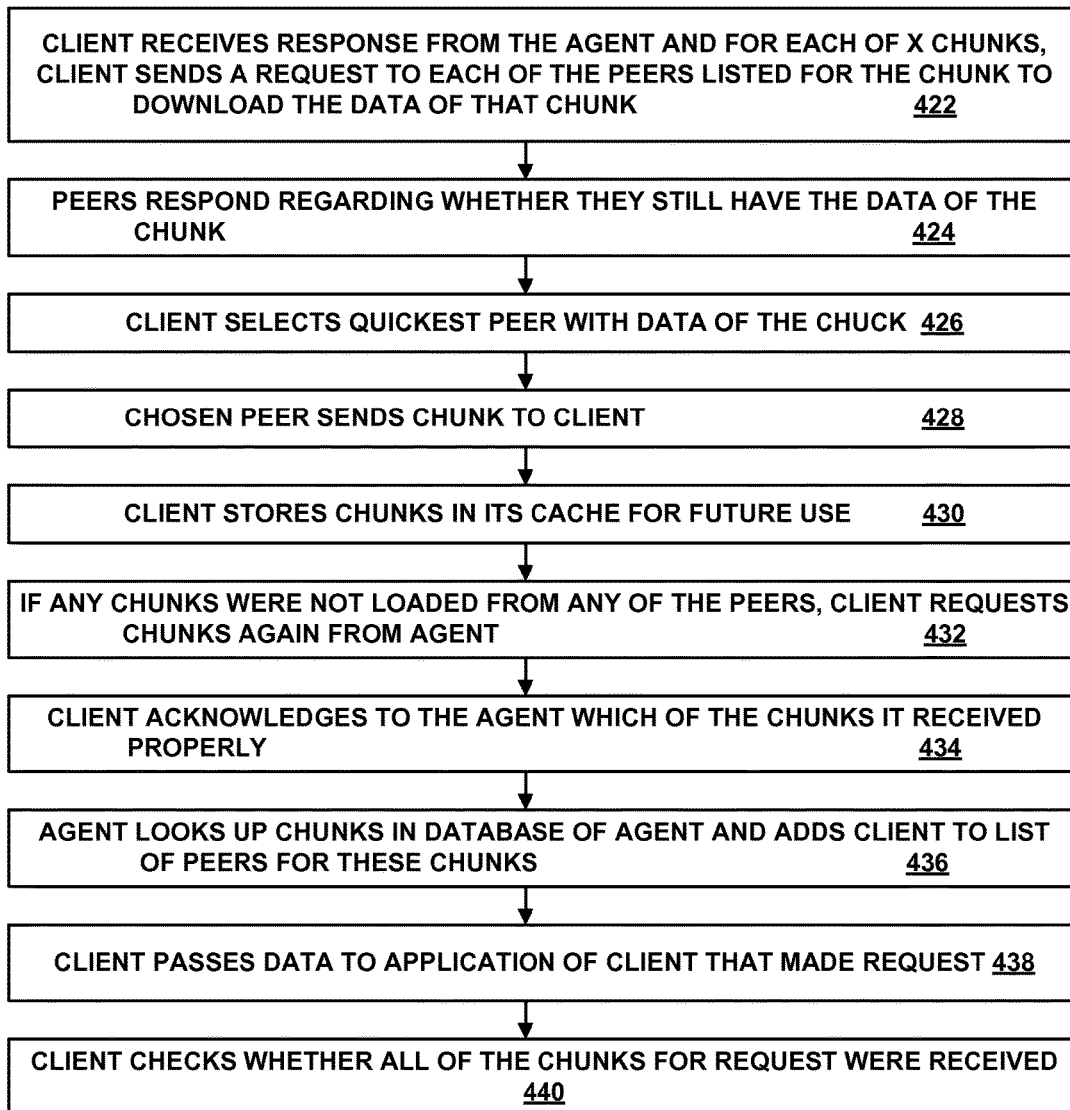 CLIENT RECEIVES RESPONSE FROM THE AGENT AND FOR EACH OF X CHUNKS,
CLIENT SENDS A REQUEST TO EACH OF THE PEERS LISTED FOR THE CHUNK TO
DOWNLOAD THE DATA OF THAT CHUNK 422
PEERS RESPOND REGARDING WHETHER THEY STILL HAVE THE DATA OF THE
CHUNK 424
CLIENT SELECTS QUICKEST PEER WITH DATA OF THE CHUCK 426
CHOSEN PEER SENDS CHUNK TO CLIENT 428
CLIENT STORES CHUNKS IN ITS CACHE FOR FUTURE USE 430
IF ANY CHUNKS WERE NOT LOADED FROM ANY OF THE PEERS, CLIENT REQUESTS
CHUNKS AGAIN FROM AGENT 432
CLIENT ACKNOWLEDGES TO THE AGENT WHICH OF THE CHUNKS IT RECEIVED
PROPERLY 434
AGENT LOOKS UP CHUNKS IN DATABASE OF AGENT AND ADDS CLIENT TO LIST
OF PEERS FOR THESE CHUNKS 436
CLIENT PASSES DATA TO APPLICATION OF CLIENT THAT MADE REQUEST 438
CLIENT CHECKS WHETHER ALL OF THE CHUNKS FOR REQUEST WERE RECEIVED
440